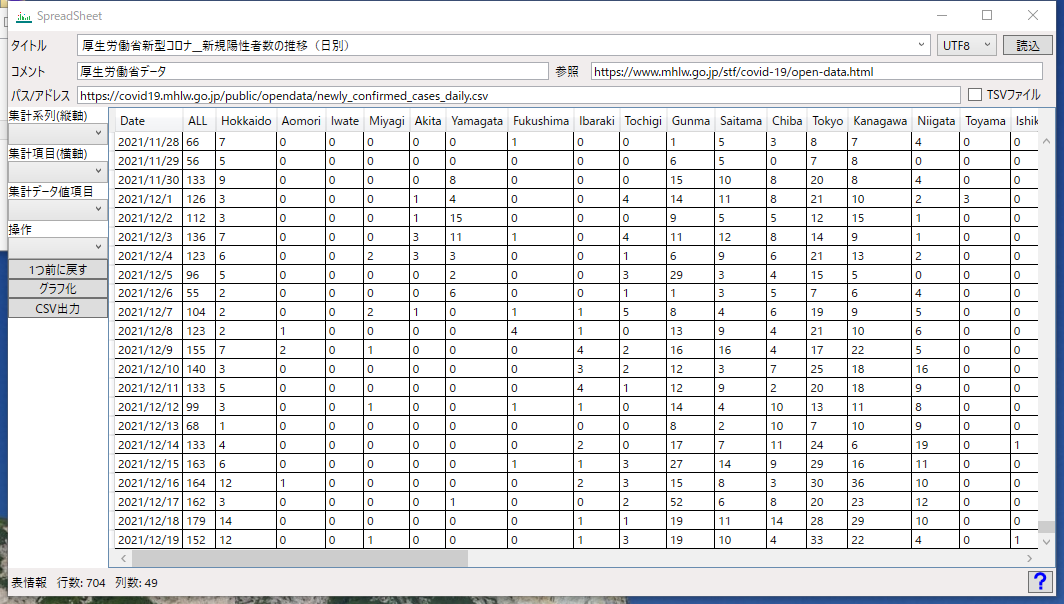 SpreadSheet
タイトル 厚生労働省新型コロナ__新規陽性者数の推移（日別） UTF8 読込
コメント 厚生労働省データ 参照 https://www.mhlw.go.jp/stf/covid-19/open-data.html
パス/アドレス https://covid19.mhlw.go.jp/public/opendata/newly_confirmed_cases_daily.csv TSVファイル
集計系列(縦軸)
集計項目(横軸)
集計データ値項目
操作
1つ前に戻す
グラフ化
CSV出力
Date ALL Hokkaido Aomori Iwate Miyagi Akita Yamagata Fukushima Ibaraki Tochigi Gunma Saitama Chiba Tokyo Kanagawa Niigata Toyama Ishik
2021/11/28 66 7 0 0 0 0 0 1 0 0 1 5 3 8 7 4 0 0
2021/11/29 56 5 0 0 0 0 0 0 0 0 6 5 0 7 8 0 0 0
2021/11/30 133 9 0 0 0 0 8 0 0 0 15 10 8 20 8 4 0 0
2021/12/1 126 3 0 0 0 1 4 0 0 4 14 11 8 21 10 2 3 0
2021/12/2 112 3 0 0 0 1 15 0 0 0 9 5 5 12 15 1 0 0
2021/12/3 136 7 0 0 0 3 11 1 0 4 11 12 8 14 9 1 0 0
2021/12/4 123 6 0 0 2 3 3 0 0 1 6 9 6 21 13 2 0 0
2021/12/5 96 5 0 0 0 0 2 0 0 3 29 3 4 15 5 0 0 0
2021/12/6 55 2 0 0 0 0 6 0 0 1 1 3 5 7 6 4 0 0
2021/12/7 104 2 0 0 2 1 0 1 1 5 8 4 6 19 9 5 0 0
2021/12/8 123 2 1 0 0 0 0 4 1 0 13 9 4 21 10 6 0 0
2021/12/9 155 7 2 0 1 0 0 0 4 2 16 16 4 17 22 5 0 0
2021/12/10 140 3 0 0 0 0 0 0 3 2 12 3 7 25 18 16 0 0
2021/12/11 133 5 0 0 0 0 0 0 4 1 12 9 2 20 18 9 0 0
2021/12/12 99 3 0 0 1 0 0 1 1 0 14 4 10 13 11 8 0 0
2021/12/13 68 1 0 0 0 0 0 0 0 0 8 2 10 7 10 9 0 0
2021/12/14 133 4 0 0 0 0 0 0 2 0 17 7 11 24 6 19 0 1
2021/12/15 163 6 0 0 0 0 0 1 1 3 27 14 9 29 16 11 0 0
2021/12/16 164 12 1 0 0 0 0 0 2 3 15 8 3 30 36 10 0 0
2021/12/17 162 3 0 0 0 0 1 0 0 2 52 6 8 20 23 12 0 0
2021/12/18 179 14 0 0 0 0 0 0 1 1 19 11 14 28 29 10 0 0
2021/12/19 152 12 0 0 1 0 0 0 1 3 19 10 4 33 22 4 0 1
表情報 行数: 704 列数: 49 ?